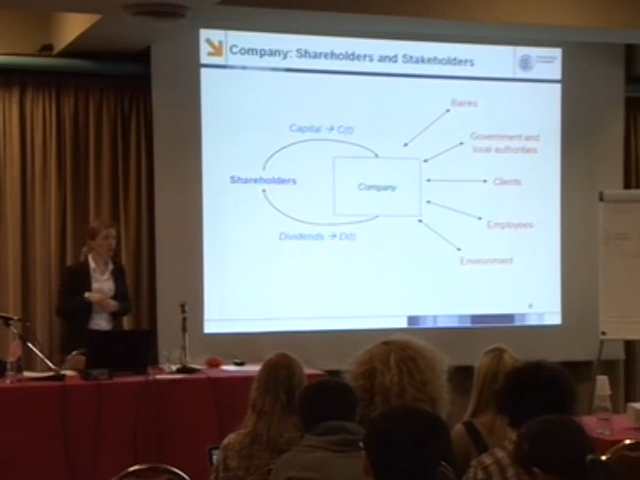 Company: Shareholders and Stakeholders
Banks
Capital → C(t)
Government and
local authorities
Shareholders
Company
Clients
Employees
Dividends → D(t)
Environment